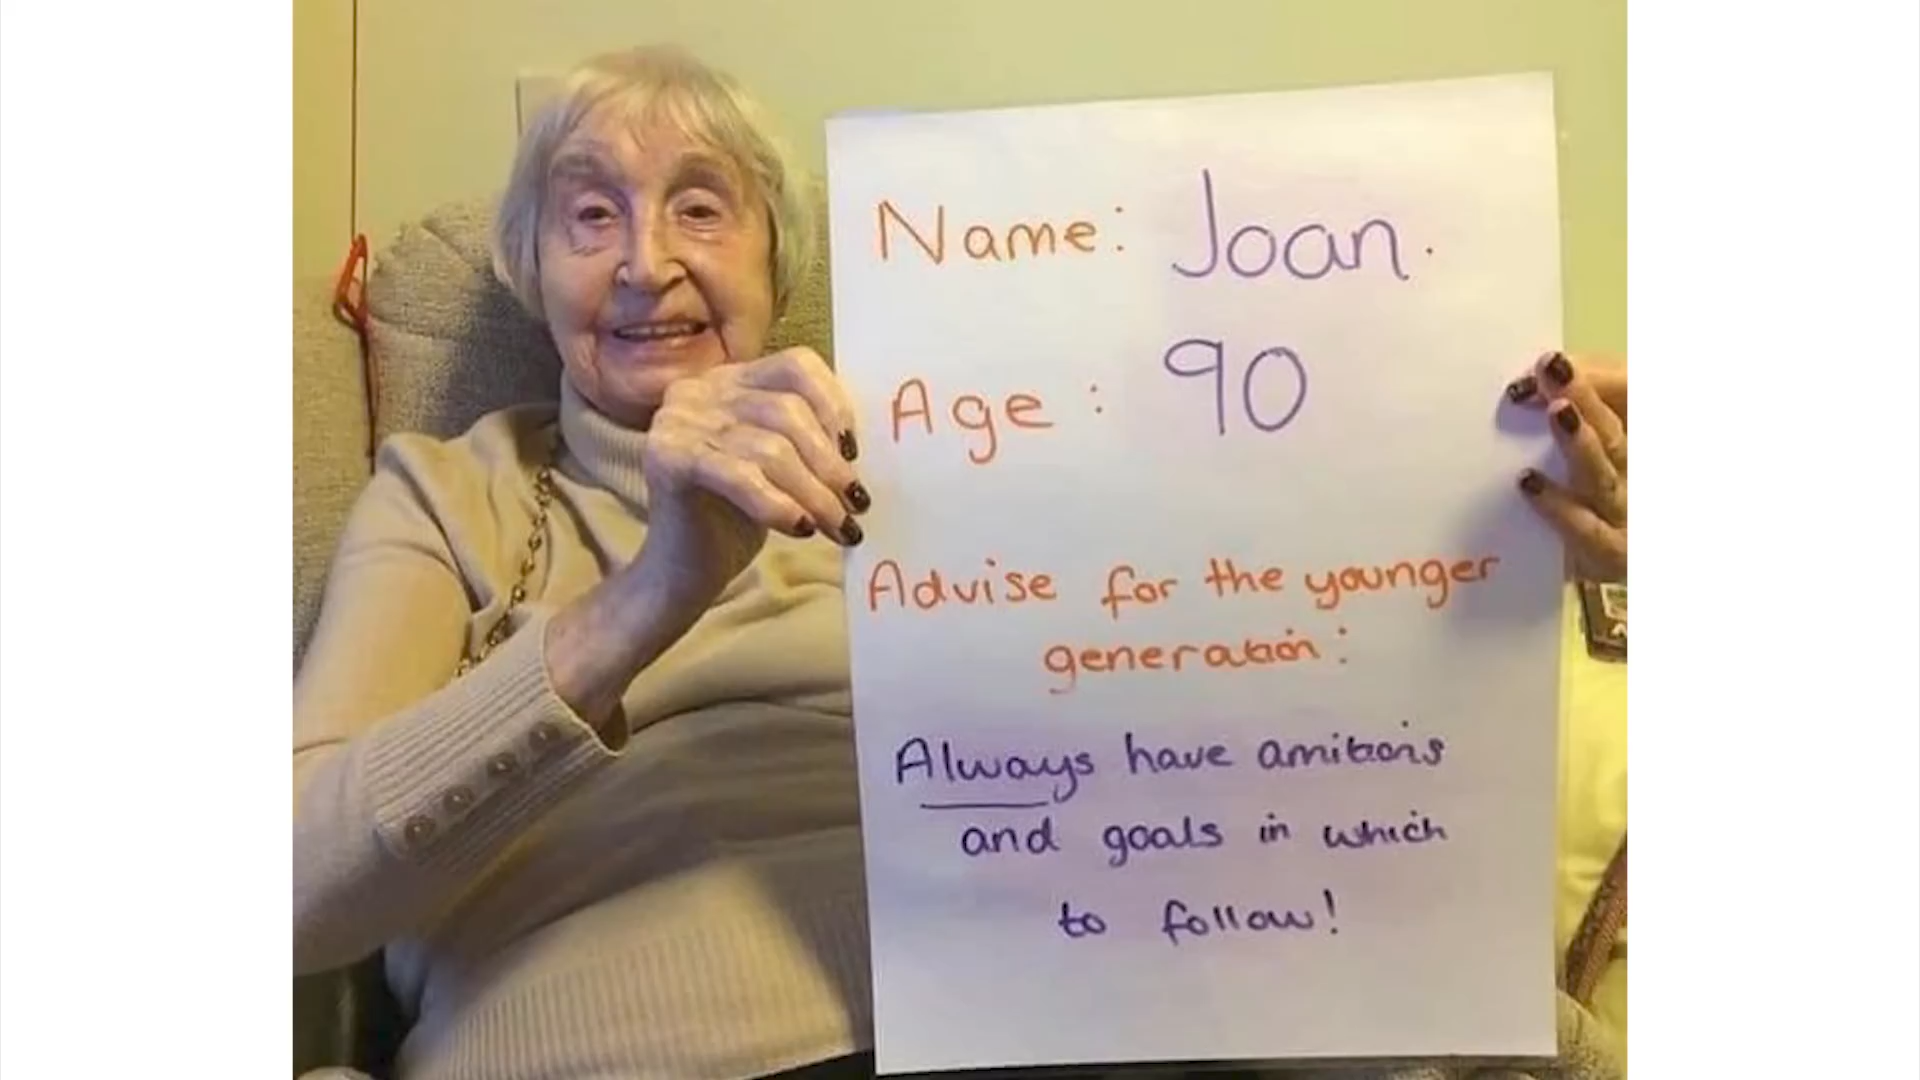 Name: Joan.
Age: 90
Advise for the younger
generation:
Always have amitions
and goals in which
to follow!